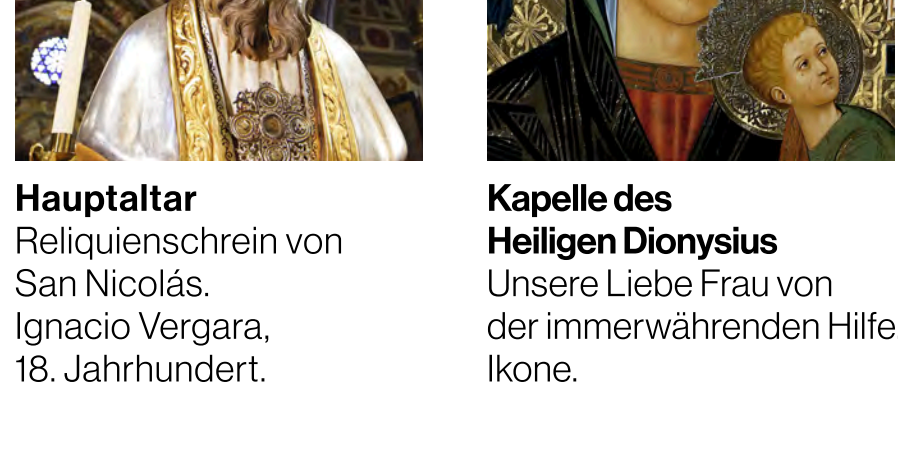 Hauptaltar
Reliquienschrein von
San Nicolás.
Ignacio Vergara,
18. Jahrhundert.
Kapelle des
Heiligen Dionysius
Unsere Liebe Frau von
der immerwährenden Hilfe.
Ikone.